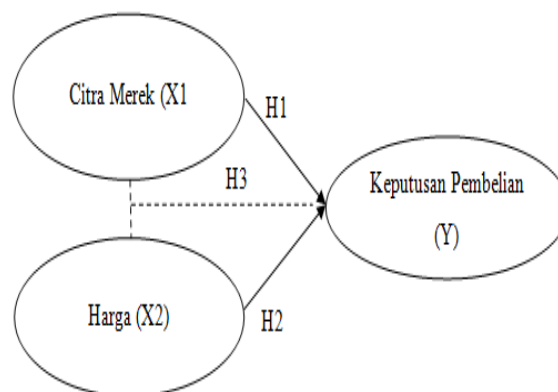 Citra Merek (X1
H1
H3
Keputusan Pembelian
(Y)
Harga (X2)
H2